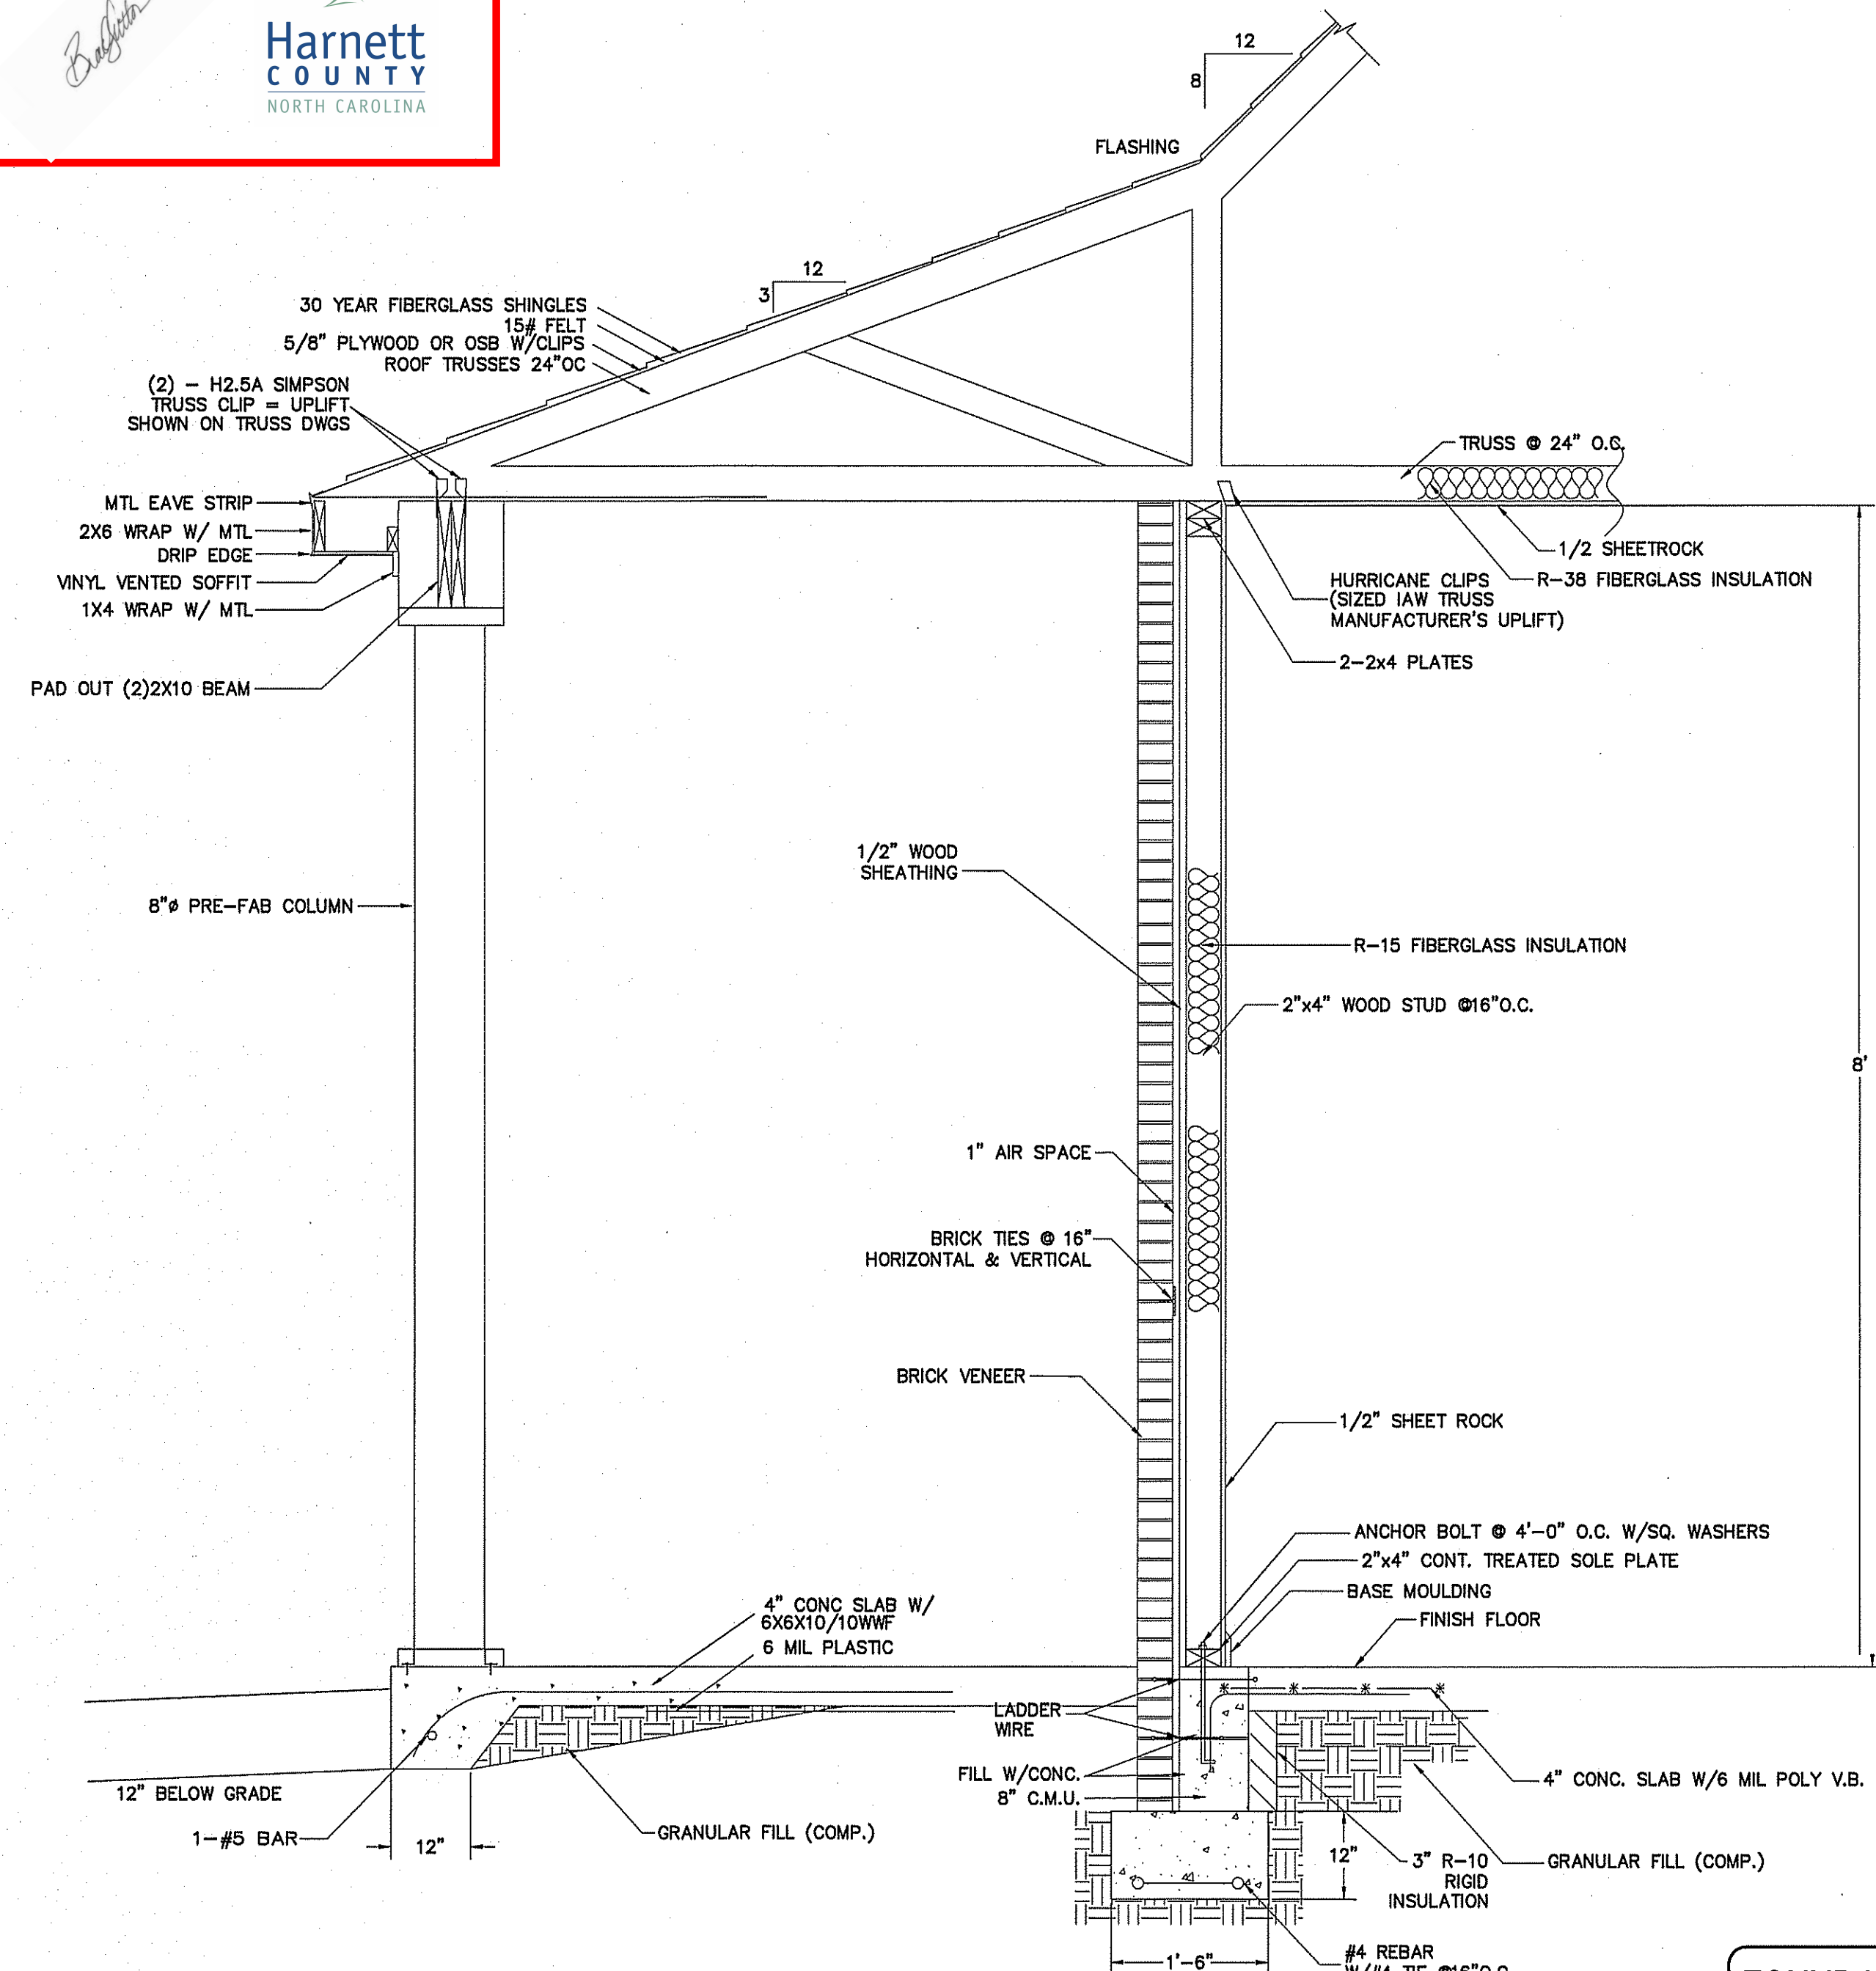 Harnett
COUNTY
NORTH CAROLINA
12
8
FLASHING
12
3
30 YEAR FIBERGLASS SHINGLES
15# FELT
5/8" PLYWOOD OR OSB W/CLIPS
ROOF TRUSSES 24"OC
(2) - H2.5A SIMPSON
TRUSS CLIP = UPLIFT
SHOWN ON TRUSS DWGS
MTL EAVE STRIP
2X6 WRAP W/ MTL
DRIP EDGE
VINYL VENTED SOFFIT
1X4 WRAP W/ MTL
PAD OUT (2)2X10 BEAM
TRUSS @ 24" O.C.
1/2 SHEETROCK
R-38 FIBERGLASS INSULATION
HURRICANE CLIPS
(SIZED IAW TRUSS
MANUFACTURER'S UPLIFT)
2-2x4 PLATES
1/2" WOOD
SHEATHING
8"ø PRE-FAB COLUMN
R-15 FIBERGLASS INSULATION
2"x4" WOOD STUD @16"O.C.
8'
1" AIR SPACE
BRICK TIES @ 16"
HORIZONTAL & VERTICAL
BRICK VENEER
1/2" SHEET ROCK
ANCHOR BOLT @ 4'-0" O.C. W/SQ. WASHERS
2"x4" CONT. TREATED SOLE PLATE
BASE MOULDING
FINISH FLOOR
4" CONC SLAB W/
6X6X10/10WWF
6 MIL PLASTIC
LADDER
WIRE
FILL W/CONC.
8" C.M.U.
4" CONC. SLAB W/6 MIL POLY V.B.
12" BELOW GRADE
1-#5 BAR
12"
GRANULAR FILL (COMP.)
12"
3" R-10
RIGID
INSULATION
GRANULAR FILL (COMP.)
1'-6"
#4 REBAR
W/#4 TIE @16"O.C.